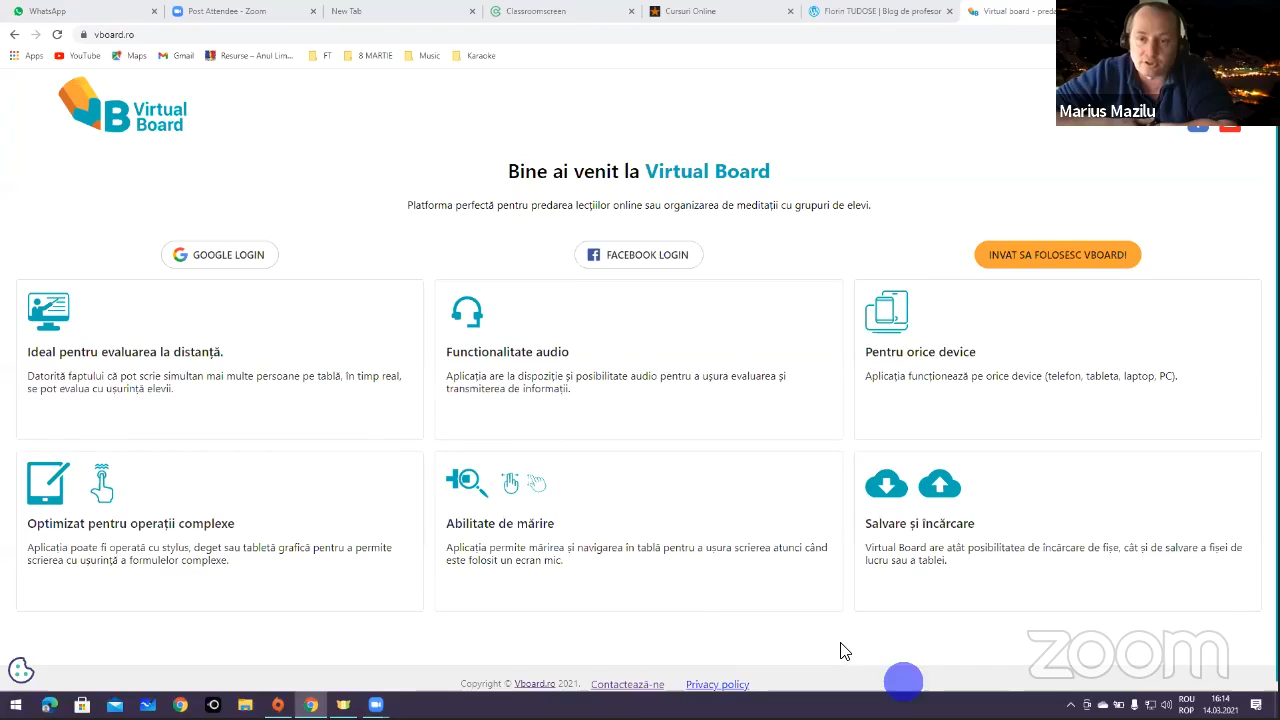 WhatsApp
Post Attendee - Zoom
New Tab
Classroomscreen
Cursuri Online
Florin TUDOSE | Blog de profesor
Virtual board - preda
vboard.ro
Apps
YouTube
Maps
Gmail
Resurse – Anul Lim...
FT
8 MARTIE
Music
Karaoke
Marius Mazilu
B Virtual
Board
Bine ai venit la Virtual Board
Platforma perfectă pentru predarea lecțiilor online sau organizarea de meditații cu grupuri de elevi.
GOOGLE LOGIN
FACEBOOK LOGIN
INVAT SA FOLOSESC VBOARD!
Ideal pentru evaluarea la distanță.
Datorită faptului că pot scrie simultan mai multe persoane pe tablă, în timp real,
se pot evalua cu ușurință elevii.
Functionalitate audio
Aplicația are la dispoziție și posibilitate audio pentru a ușura evaluarea și
transmiterea de informații.
Pentru orice device
Aplicația funcționează pe orice device (telefon, tableta, laptop, PC).
Optimizat pentru operații complexe
Aplicația poate fi operată cu stylus, deget sau tabletă grafică pentru a permite
scrierea cu ușurință a formulelor complexe.
Abilitate de mărire
Aplicația permite mărirea și navigarea în tablă pentru a ușura scrierea atunci când
este folosit un ecran mic.
Salvare și încărcare
Virtual Board are atât posibilitatea de încărcare de fișe, cât și de salvare a fișei de
lucru sau a tablei.
zoom
Copyright © Vboard.ro 2021.
Contactează-ne
Privacy policy
ROU
ROP
16:14
14.03.2021